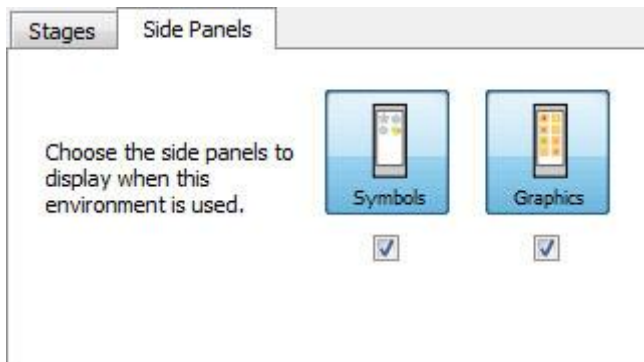 Stages
Side Panels
Choose the side panels to
display when this
environment is used.
Symbols
Graphics